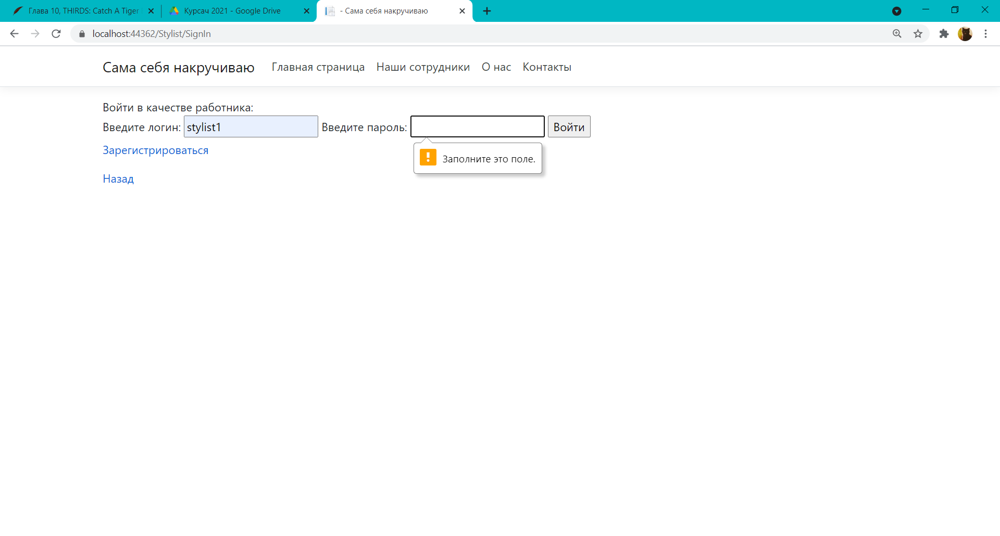 Глава 10, THIRDS: Catch A Tiger
Курсач 2021 - Google Drive
- Сама себя накручиваю
localhost:44362/Stylist/SignIn
Сама себя накручиваю Главная страница Наши сотрудники О нас Контакты
Войти в качестве работника:
Введите логин: stylist1 Введите пароль: Войти
Зарегистрироваться
Заполните это поле.
Назад